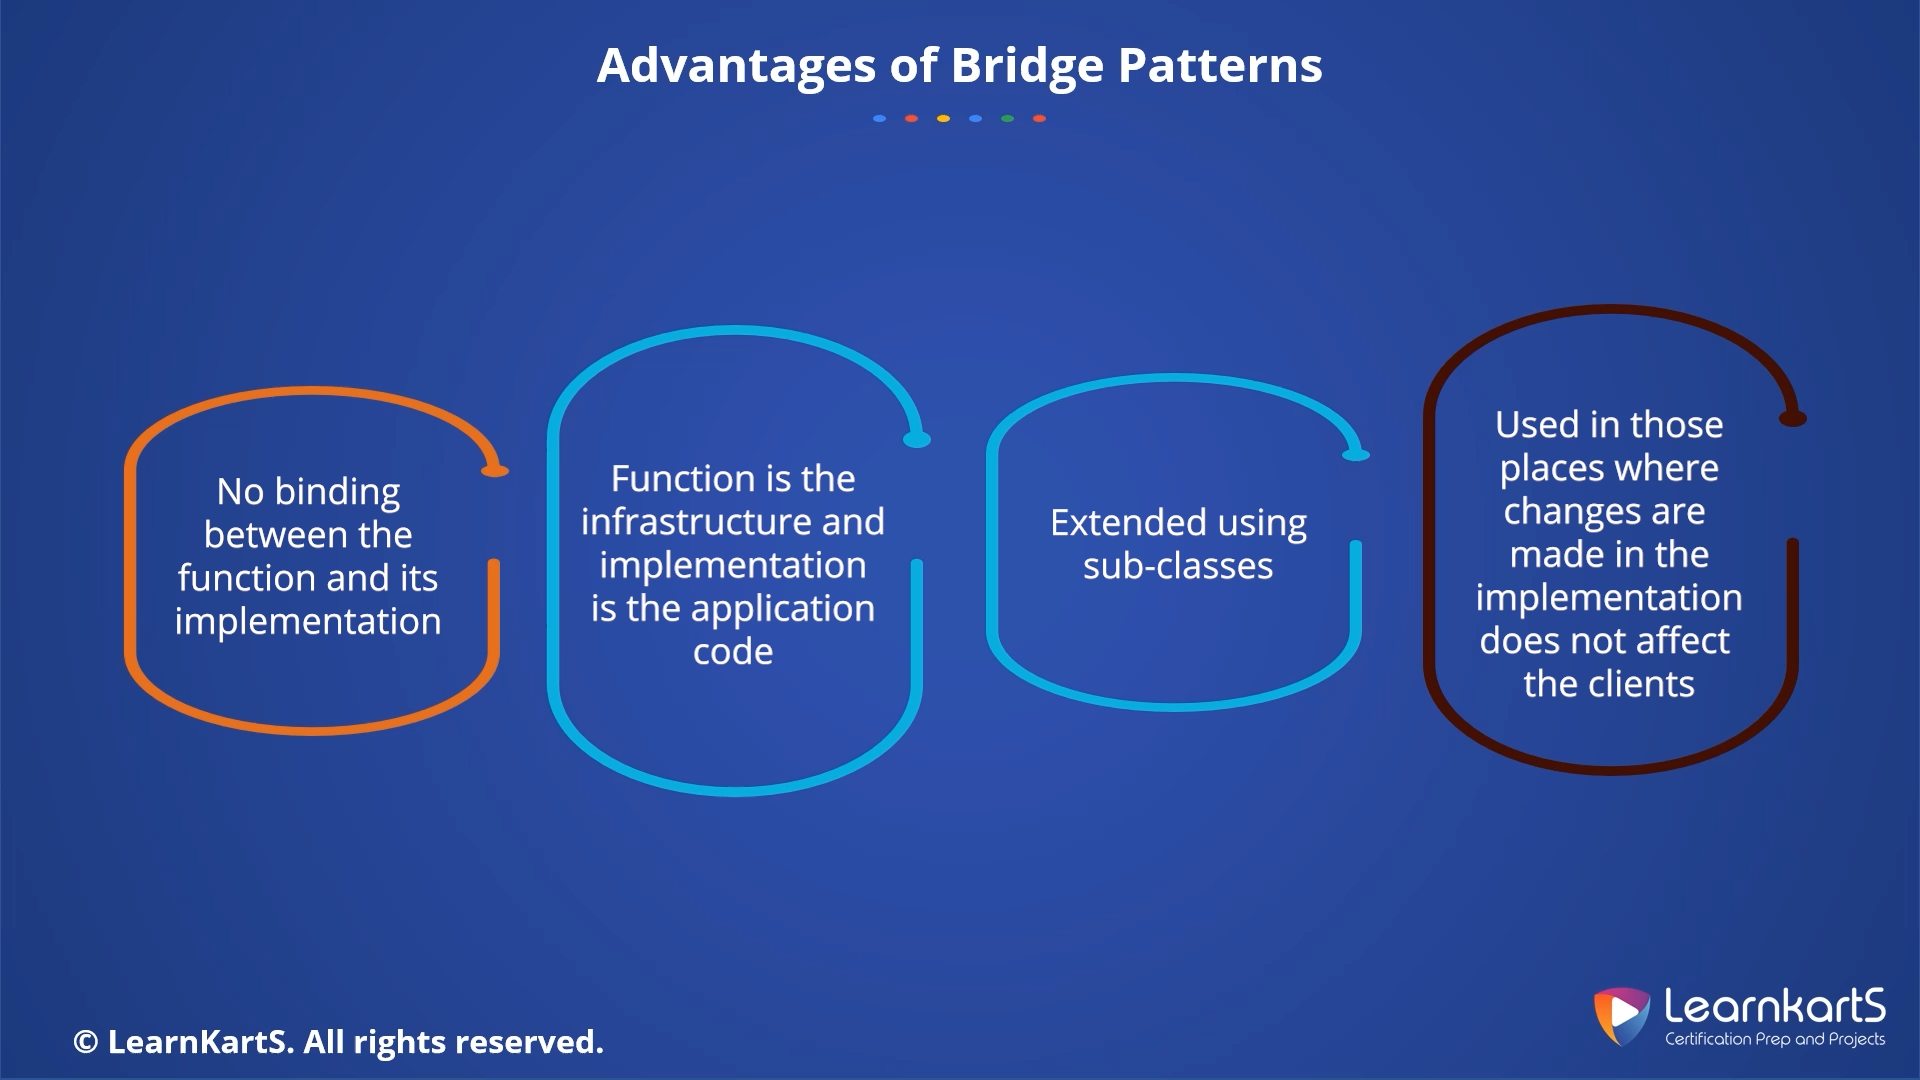 Advantages of Bridge Patterns
No binding
between the
function and its
implementation
Function is the
infrastructure and
implementation
is the application
code
Extended using
sub-classes
Used in those
places where
changes are
made in the
implementation
does not affect
the clients
© LearnKartS. All rights reserved.
LearnkartS
Certification Prep and Projects